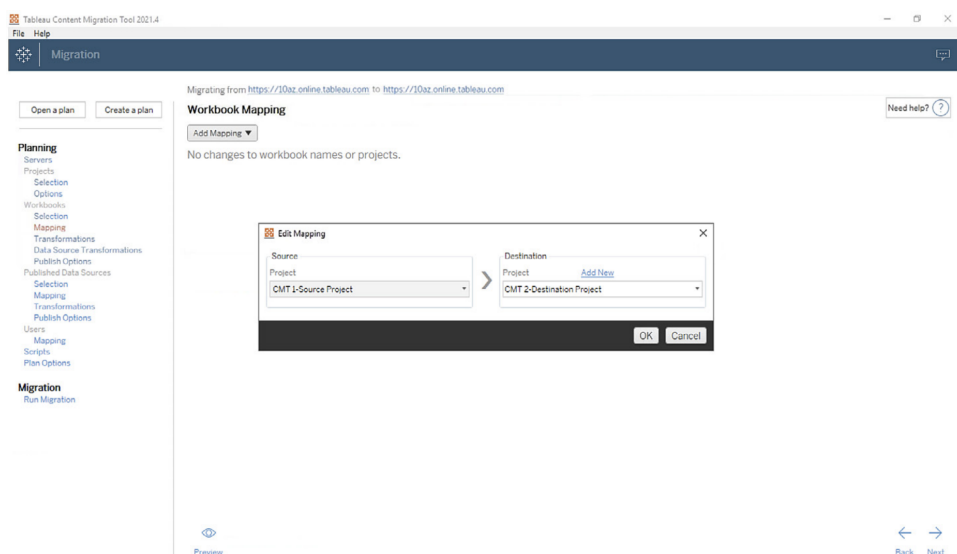 Tableau Content Migration Tool 2021.4
File Help
Migration
Migrating from https://10az.online.tableau.com to https://10az.online.tableau.com
Open a plan Create a plan
Workbook Mapping
Need help? ?
Add Mapping ▼
No changes to workbook names or projects.
Planning
Servers
Projects
Selection
Options
Workbooks
Selection
Mapping
Transformations
Data Source Transformations
Publish Options
Published Data Sources
Selection
Mapping
Transformations
Publish Options
Users
Mapping
Scripts
Plan Options
Migration
Run Migration
Edit Mapping
Source
Project
CMT 1-Source Project
Destination
Project Add New
CMT 2-Destination Project
OK Cancel
Preview
Back Next